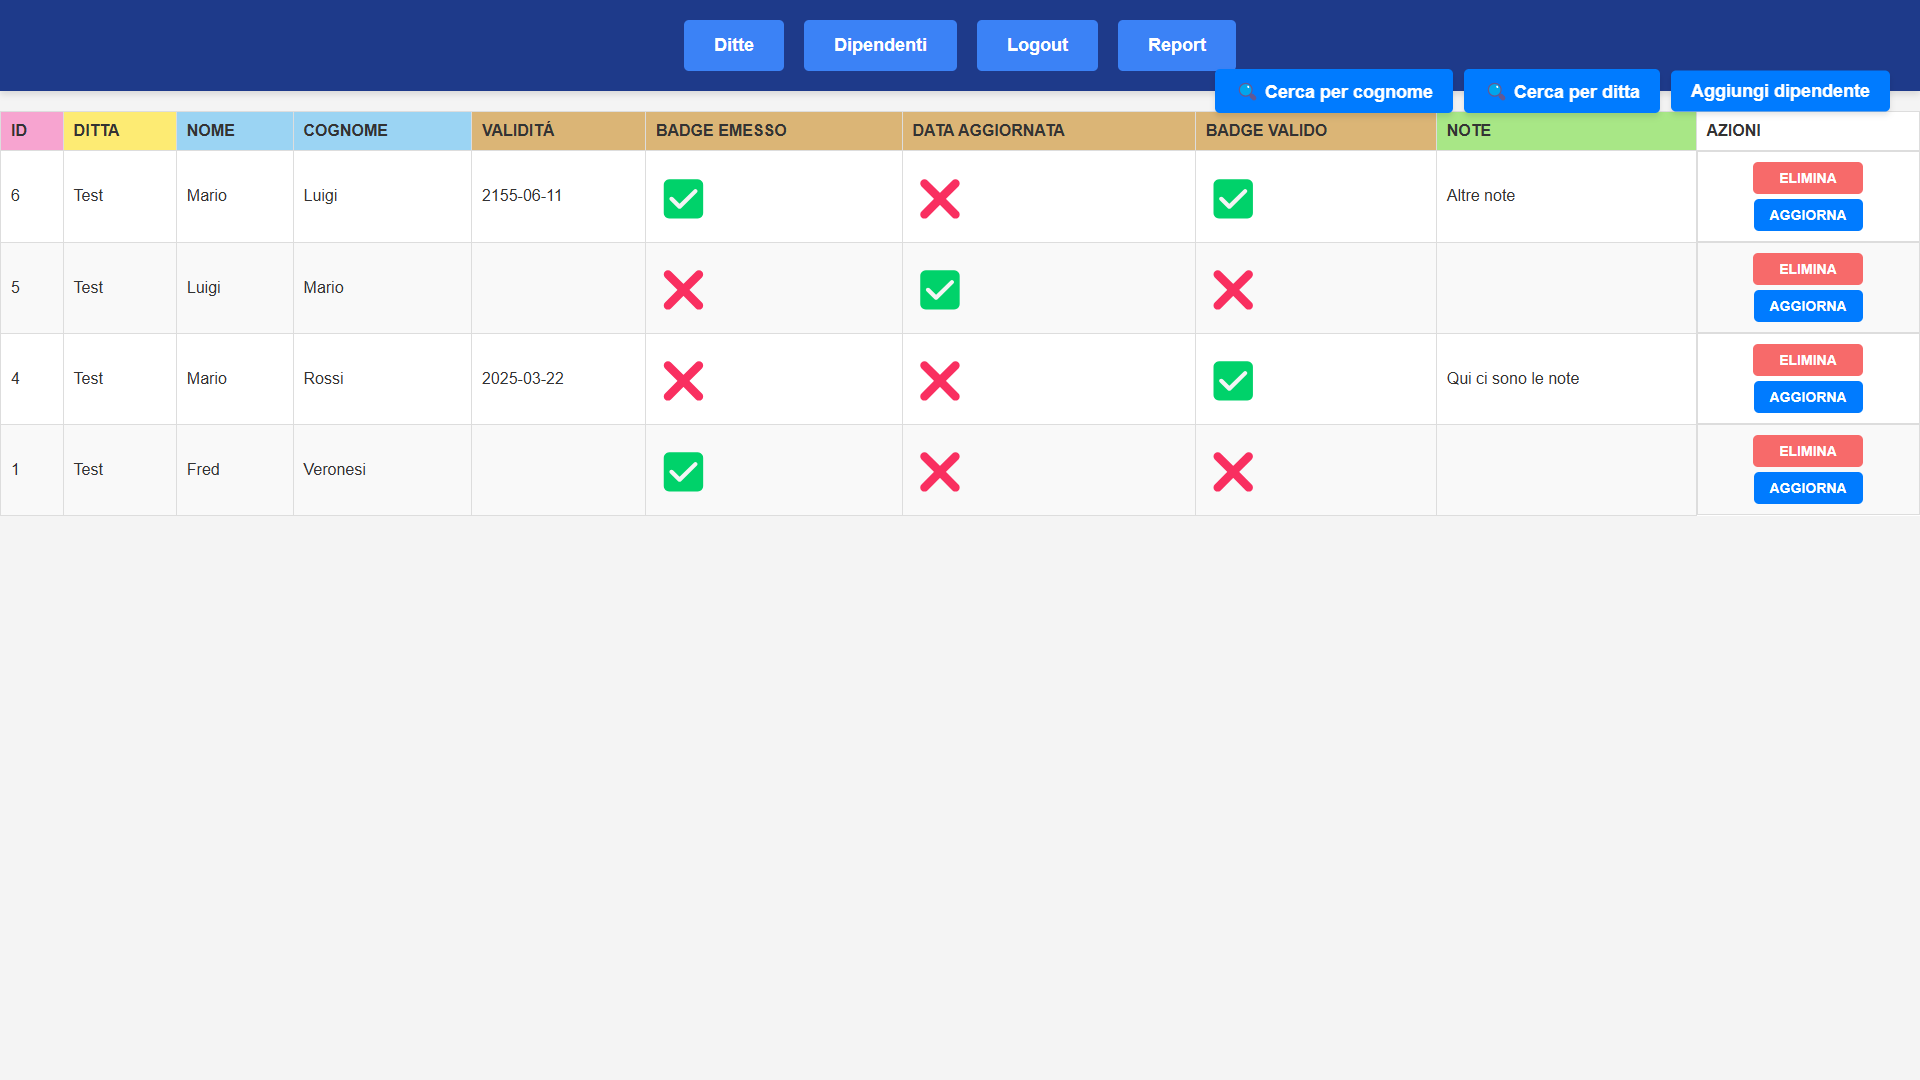 Ditte Dipendenti Logout Report
Cerca per cognome Cerca per ditta Aggiungi dipendente
ID DITTA NOME COGNOME VALIDITÁ BADGE EMESSO DATA AGGIORNATA BADGE VALIDO NOTE AZIONI
6 Test Mario Luigi 2155-06-11 Altre note ELIMINA
AGGIORNA
5 Test Luigi Mario ELIMINA
AGGIORNA
4 Test Mario Rossi 2025-03-22 Qui ci sono le note ELIMINA
AGGIORNA
1 Test Fred Veronesi ELIMINA
AGGIORNA